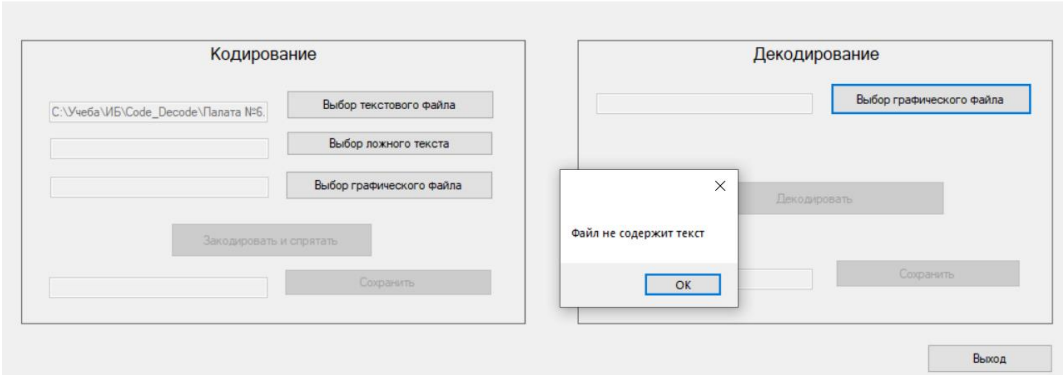 Кодирование
C:\Учеба\ИБ\Code_Decode\Палата №6.
Выбор текстового файла
Выбор ложного текста
Выбор графического файла
Закодировать и спрятать
Сохранить
Декодирование
Выбор графического файла
Декодировать
Файл не содержит текст
OK
Сохранить
Выход